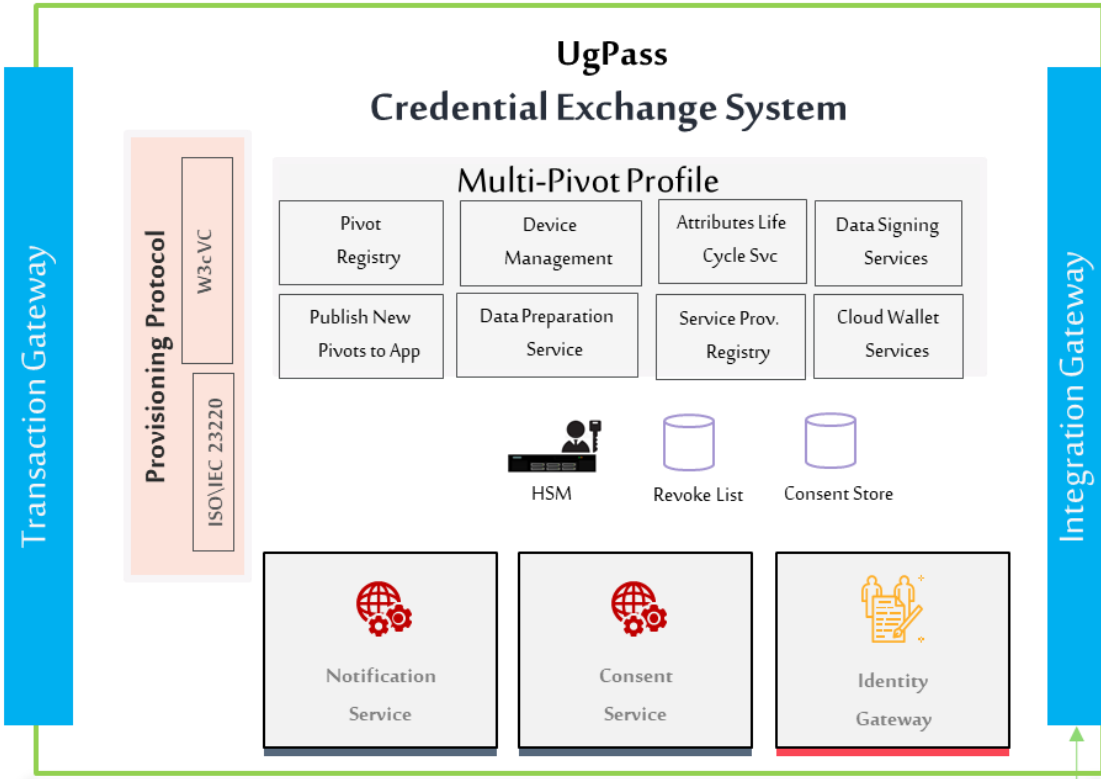 UgPass
Credential Exchange System
Transaction Gateway
Provisioning Protocol
W3cVC
ISO\IEC 23220
Multi-Pivot Profile
Pivot
Registry
Device
Management
Attributes Life
Cycle Svc
Data Signing
Services
Publish New
Pivots to App
Data Preparation
Service
Service Prov.
Registry
Cloud Wallet
Services
HSM
Revoke List
Consent Store
Notification
Service
Consent
Service
Identity
Gateway
Integration Gateway